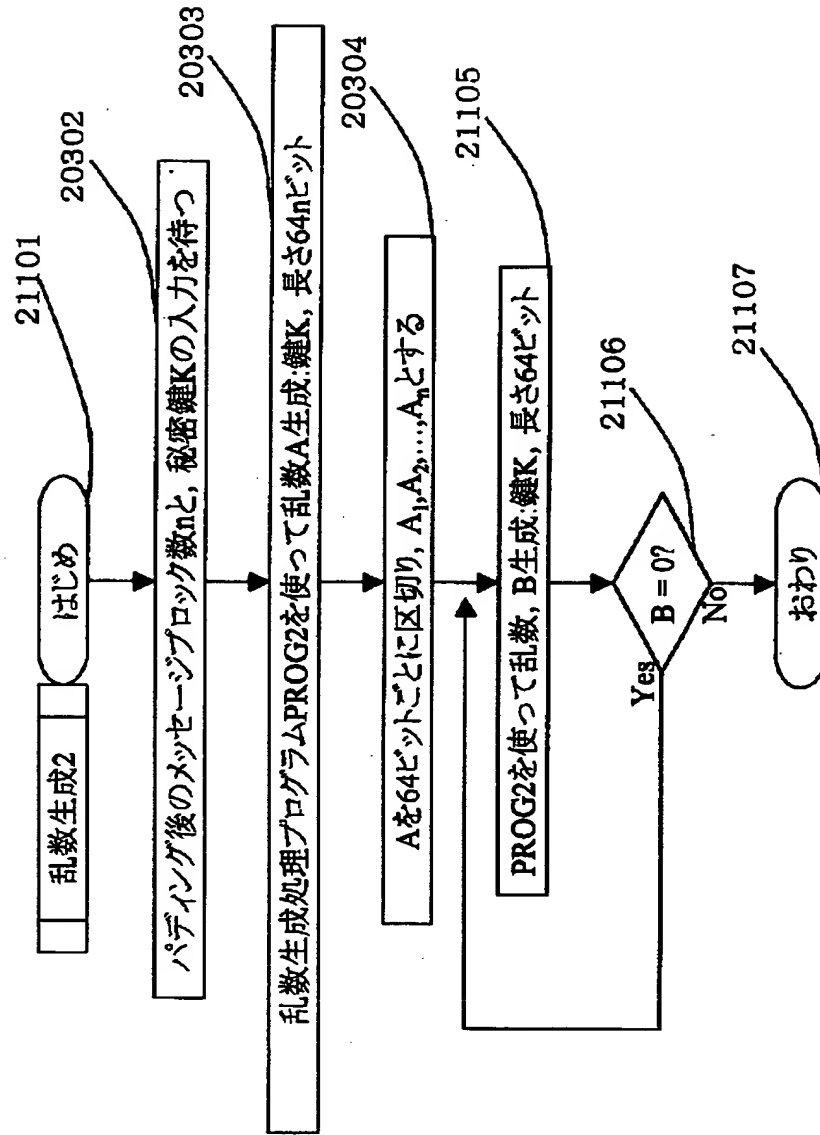 乱数生成2
はじめ
21101
パディング後のメッセージブロック数nと, 秘密鍵Kの入力を待つ
20302
乱数生成処理プログラムPROG2を使って乱数A生成:鍵K, 長さ64nビット
20303
Aを64ビットごとに区切り, A₁,A₂,...,Aₙとする
20304
PROG2を使って乱数, B生成:鍵K, 長さ64ビット
21105
B = 0?
21106
Yes
No
おわり
21107